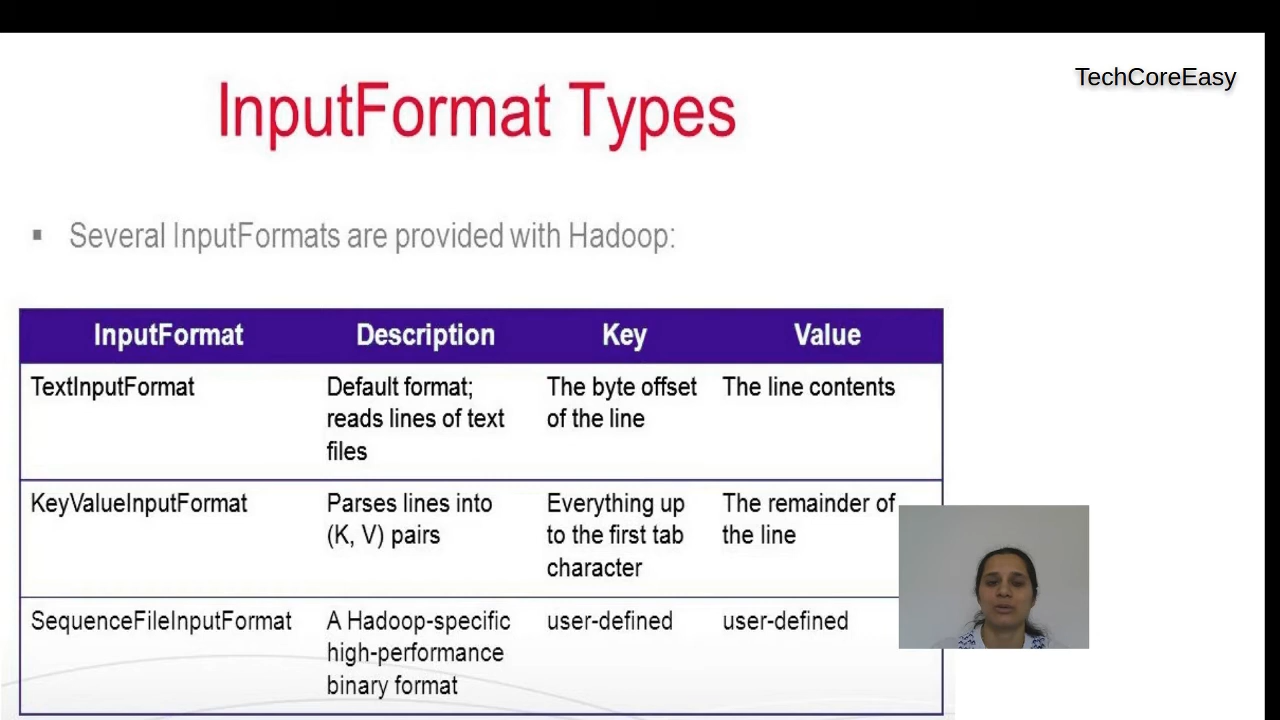 TechCoreEasy
InputFormat Types
▪ Several InputFormats are provided with Hadoop:
InputFormat Description Key Value
TextInputFormat Default format; The byte offset The line contents
reads lines of text of the line
files
KeyValueInputFormat Parses lines into Everything up The remainder of
(K, V) pairs to the first tab the line
character
SequenceFileInputFormat A Hadoop-specific user-defined user-defined
high-performance
binary format